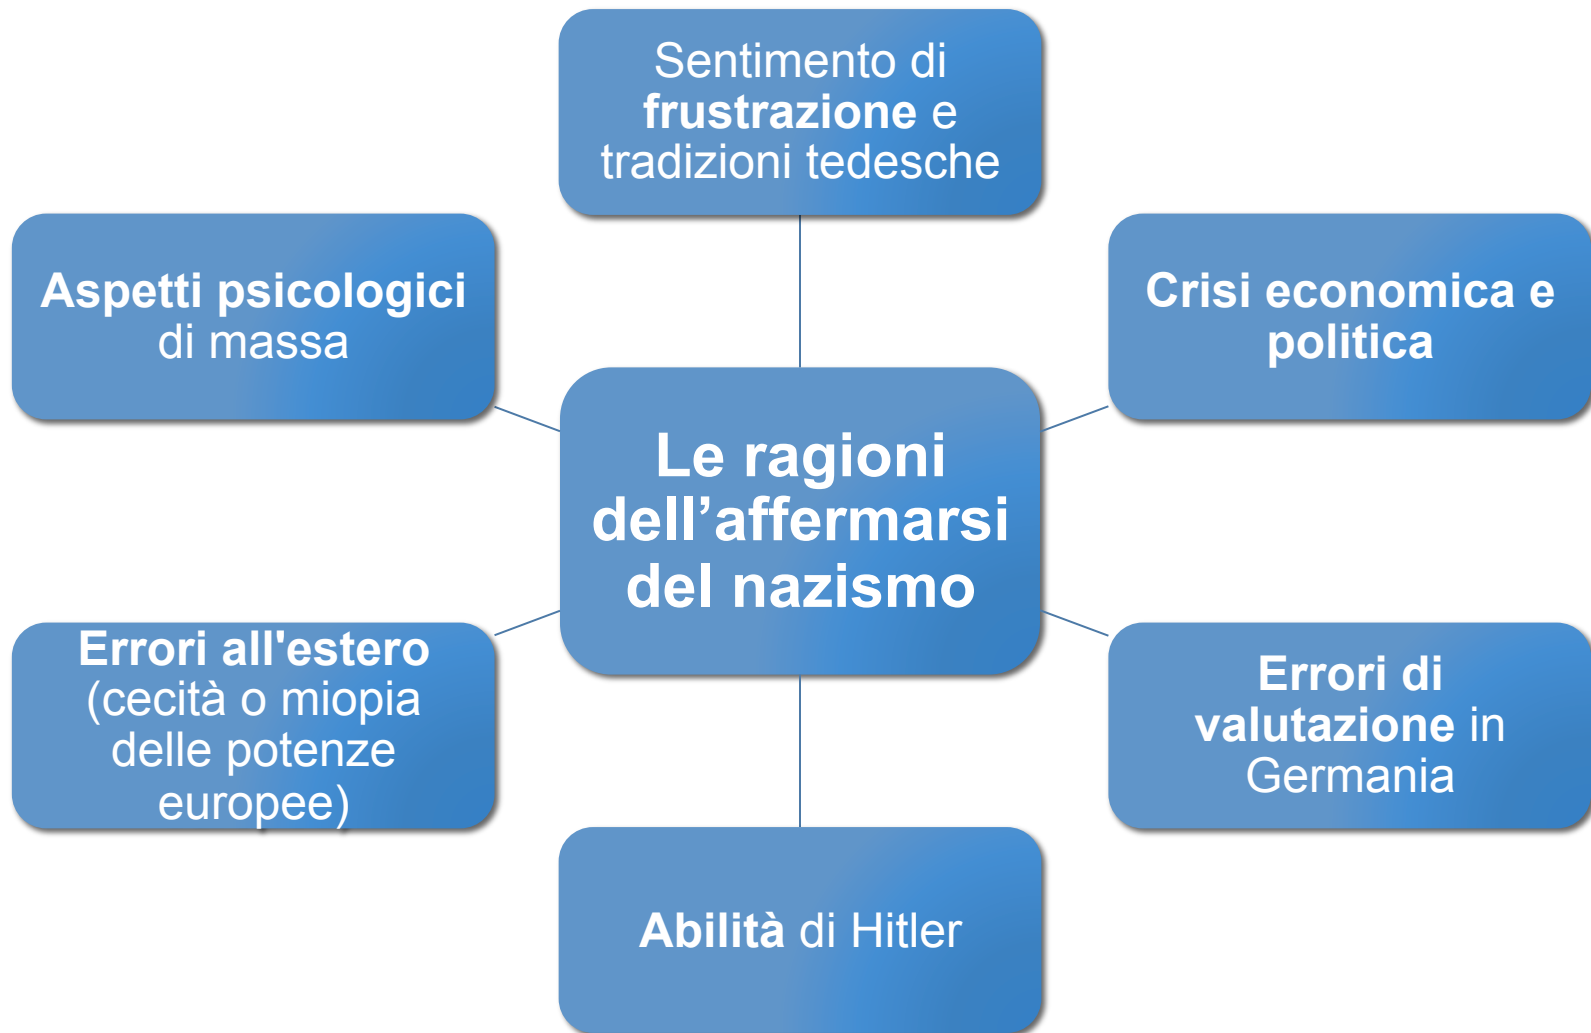 Sentimento di
frustrazione e
tradizioni tedesche
Aspetti psicologici
di massa
Crisi economica e
politica
Le ragioni
dell’affermarsi
del nazismo
Errori all'estero
(cecità o miopia
delle potenze
europee)
Errori di
valutazione in
Germania
Abilità di Hitler